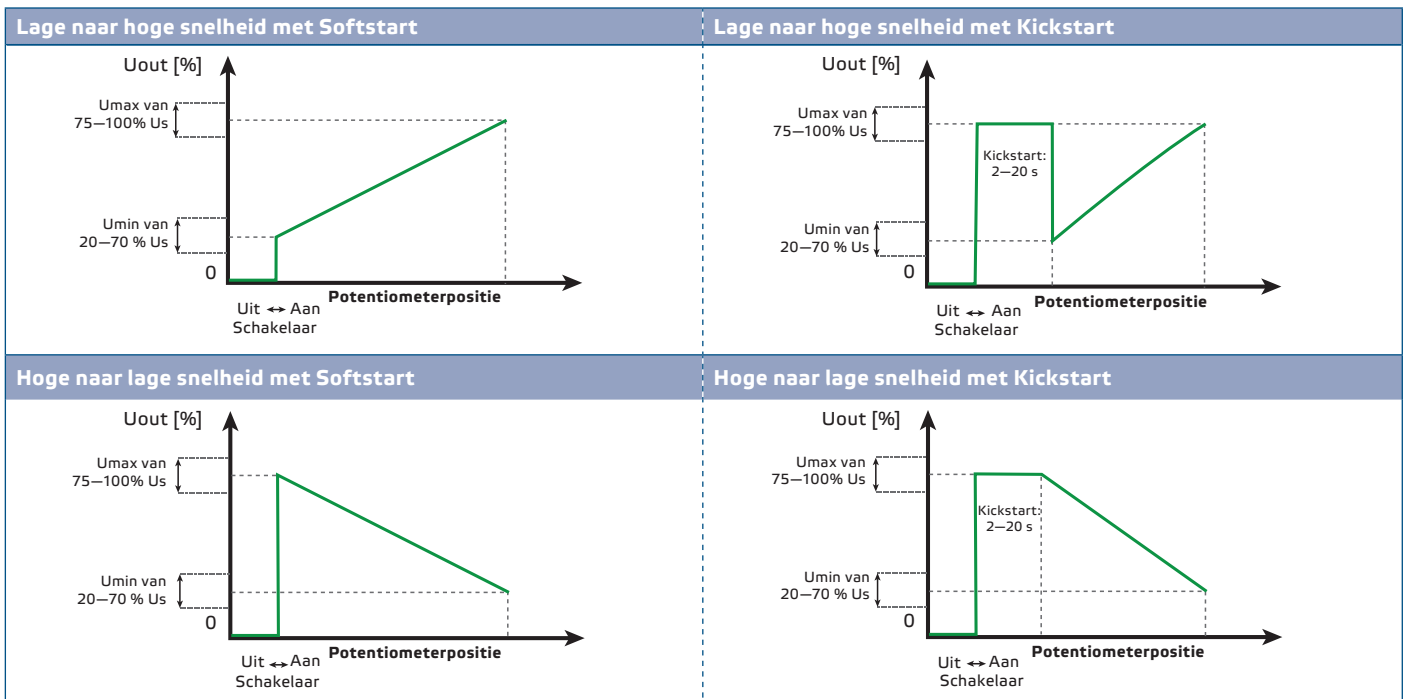 Lage naar hoge snelheid met Softstart
Uout [%]
Umax van
75—100% Us
Umin van
20—70 % Us
0
Potentiometerpositie
Uit ↔ Aan
Schakelaar
Lage naar hoge snelheid met Kickstart
Uout [%]
Umax van
75—100% Us
Kickstart:
2—20 s
Umin van
20—70 % Us
0
Potentiometerpositie
Uit ↔ Aan
Schakelaar
Hoge naar lage snelheid met Softstart
Uout [%]
Umax van
75—100% Us
Umin van
20—70 % Us
0
Potentiometerpositie
Uit ↔ Aan
Schakelaar
Hoge naar lage snelheid met Kickstart
Uout [%]
Umax van
75—100% Us
Kickstart:
2—20 s
Umin van
20—70 % Us
0
Potentiometerpositie
Uit ↔ Aan
Schakelaar